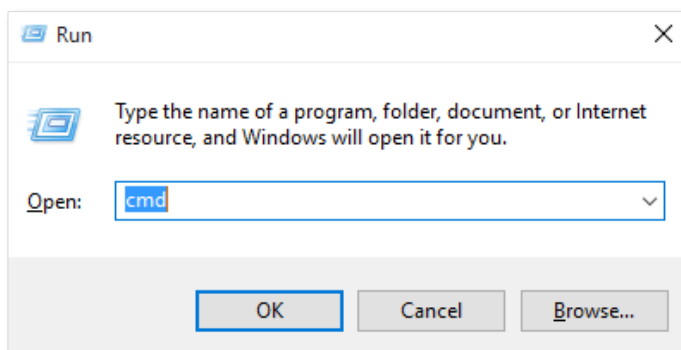 Run
Type the name of a program, folder, document, or Internet
resource, and Windows will open it for you.
Open: cmd
OK Cancel Browse...